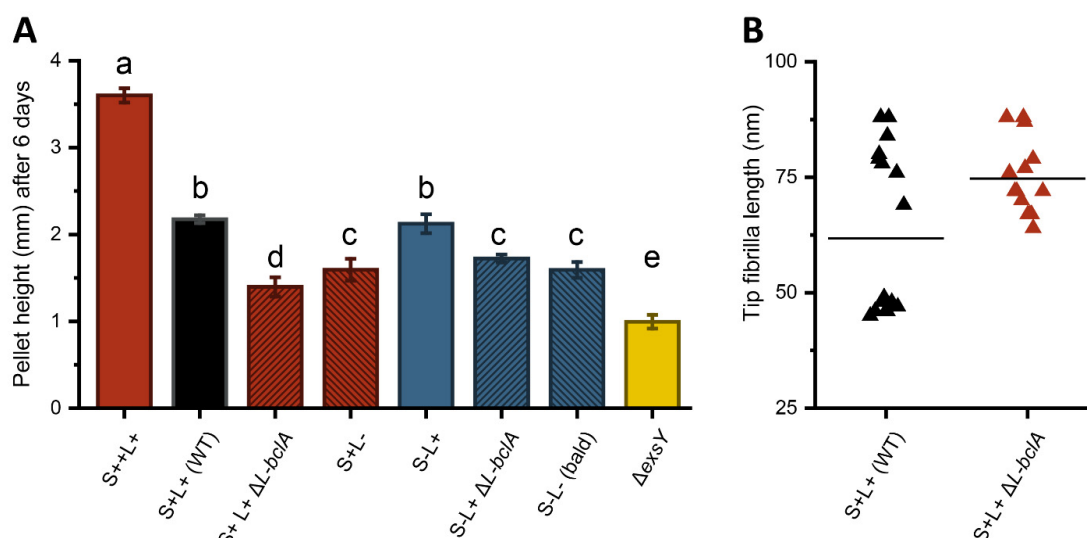 A
Pellet height (mm) after 6 days
4
3
2
1
0
a
b
d
c
b
c
c
e
S++L+
S+L+ (WT)
S+ L+ ΔL-bclA
S+L-
S-L+
S-L+ ΔL-bclA
S-L- (bald)
ΔexsY
B
Tip fibrilla length (nm)
100
75
50
25
S+L+ (WT)
S+L+ ΔL-bclA